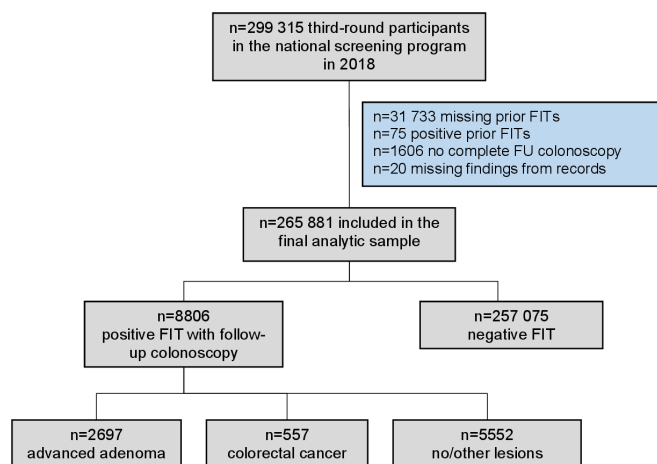 n=299 315 third-round participants
in the national screening program
in 2018
n=31 733 missing prior FITs
n=75 positive prior FITs
n=1606 no complete FU colonoscopy
n=20 missing findings from records
n=265 881 included in the
final analytic sample
n=8806
positive FIT with follow-
up colonoscopy
n=257 075
negative FIT
n=2697
advanced adenoma
n=557
colorectal cancer
n=5552
no/other lesions